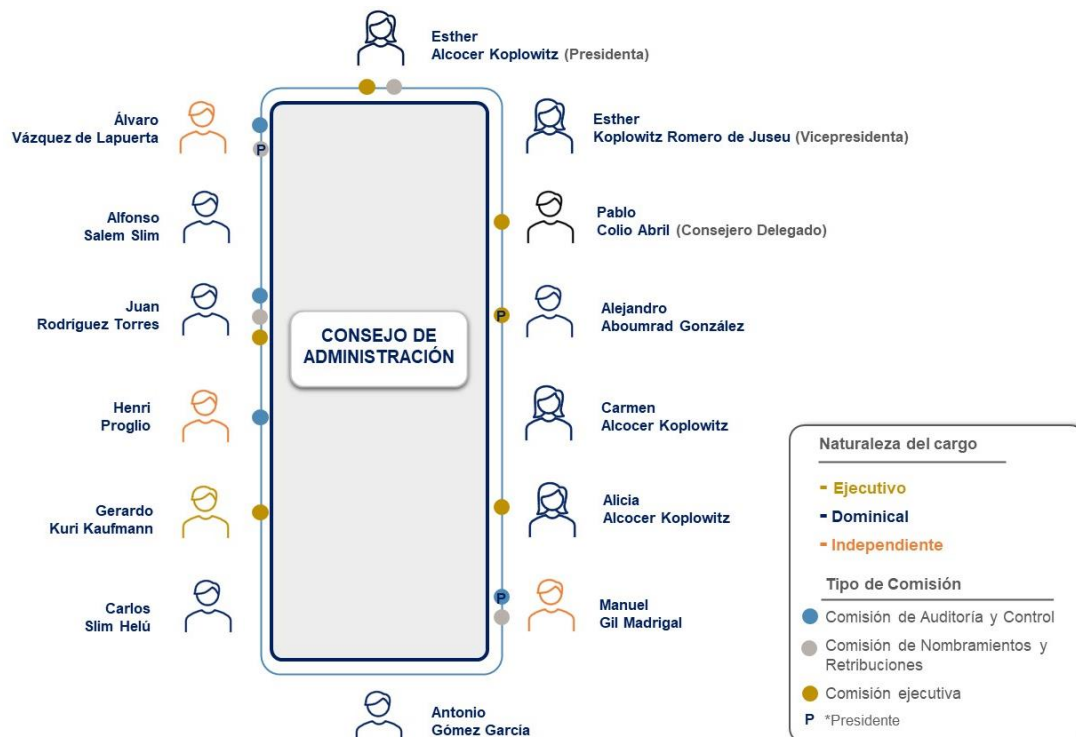 Esther
Alcocer Koplowitz (Presidenta)
Álvaro
Vázquez de Lapuerta
P
Esther
Koplowitz Romero de Juseu (Vicepresidenta)
Alfonso
Salem Slim
Pablo
Colio Abril (Consejero Delegado)
Juan
Rodríguez Torres
P
Alejandro
Aboumrad González
CONSEJO DE
ADMINISTRACIÓN
Henri
Proglio
Carmen
Alcocer Koplowitz
Gerardo
Kuri Kaufmann
Alicia
Alcocer Koplowitz
Carlos
Slim Helú
P
Manuel
Gil Madrigal
Antonio
Gómez García
Naturaleza del cargo
- Ejecutivo
- Dominical
- Independiente
Tipo de Comisión
Comisión de Auditoría y Control
Comisión de Nombramientos y
Retribuciones
Comisión ejecutiva
P *Presidente